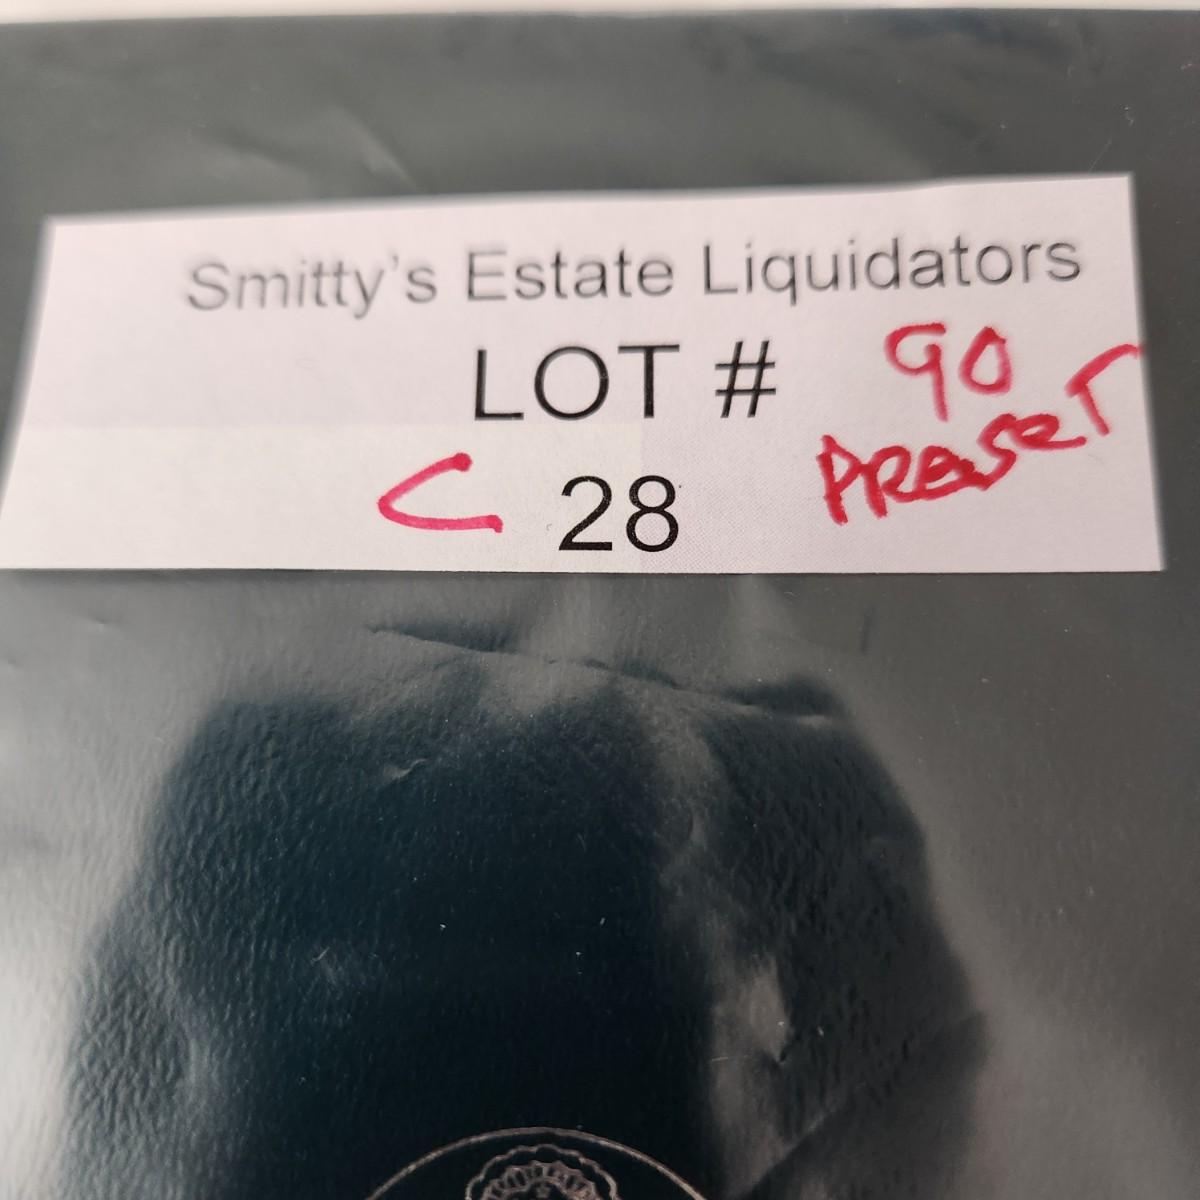 Smitty's Estate Liquidators
LOT # 90
C 28 PRESET